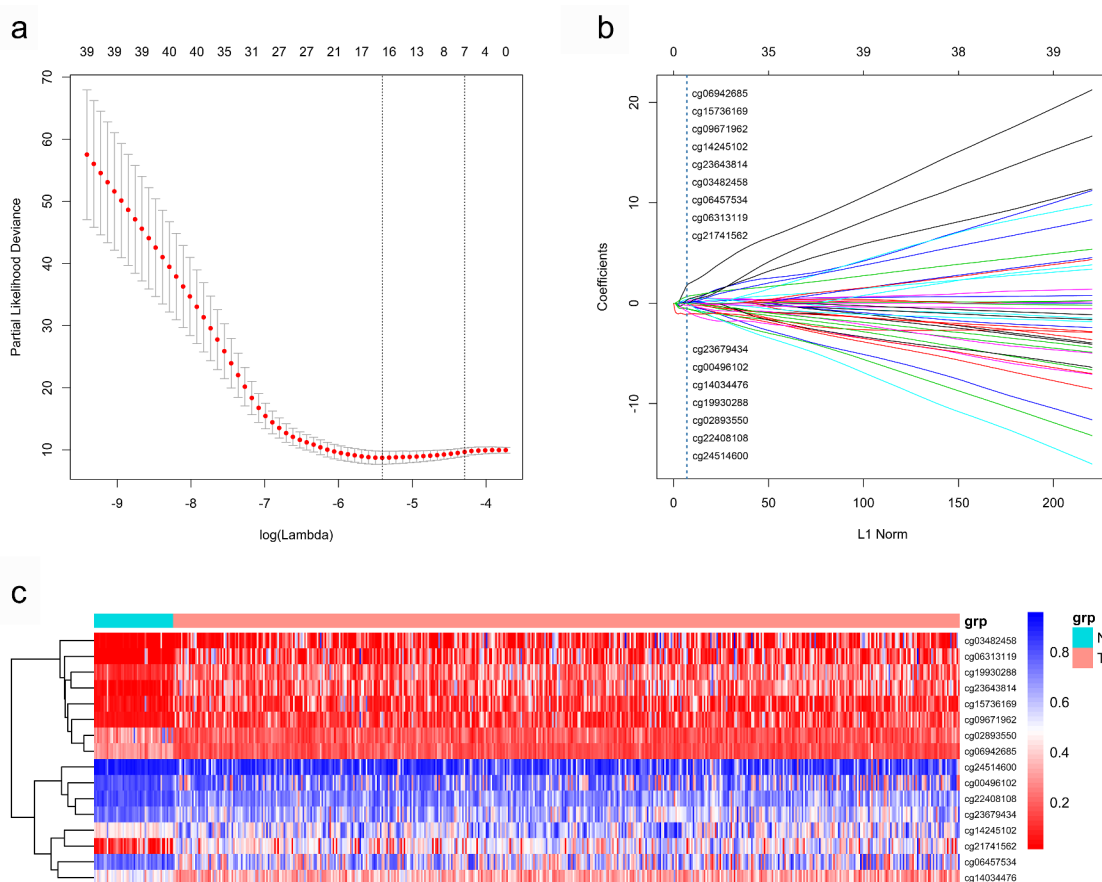 a
39 39 39 40 40 35 31 27 27 21 17 16 13 8 7 4 0
70
60
50
40
30
20
10
Partial Likelihood Deviance
-9 -8 -7 -6 -5 -4
log(Lambda)
b
0 35 39 38 39
20
10
0
-10
Coefficients
cg06942685
cg15736169
cg09671962
cg14245102
cg23643814
cg03482458
cg06457534
cg06313119
cg21741562
cg23679434
cg00496102
cg14034476
cg19930288
cg02893550
cg22408108
cg24514600
0 50 100 150 200
L1 Norm
c
grp
cg03482458
cg06313119
cg19930288
cg23643814
cg15736169
cg09671962
cg02893550
cg06942685
cg24514600
cg00496102
cg22408108
cg23679434
cg14245102
cg21741562
cg06457534
cg14034476
0.8
0.6
0.4
0.2
grp
N
T